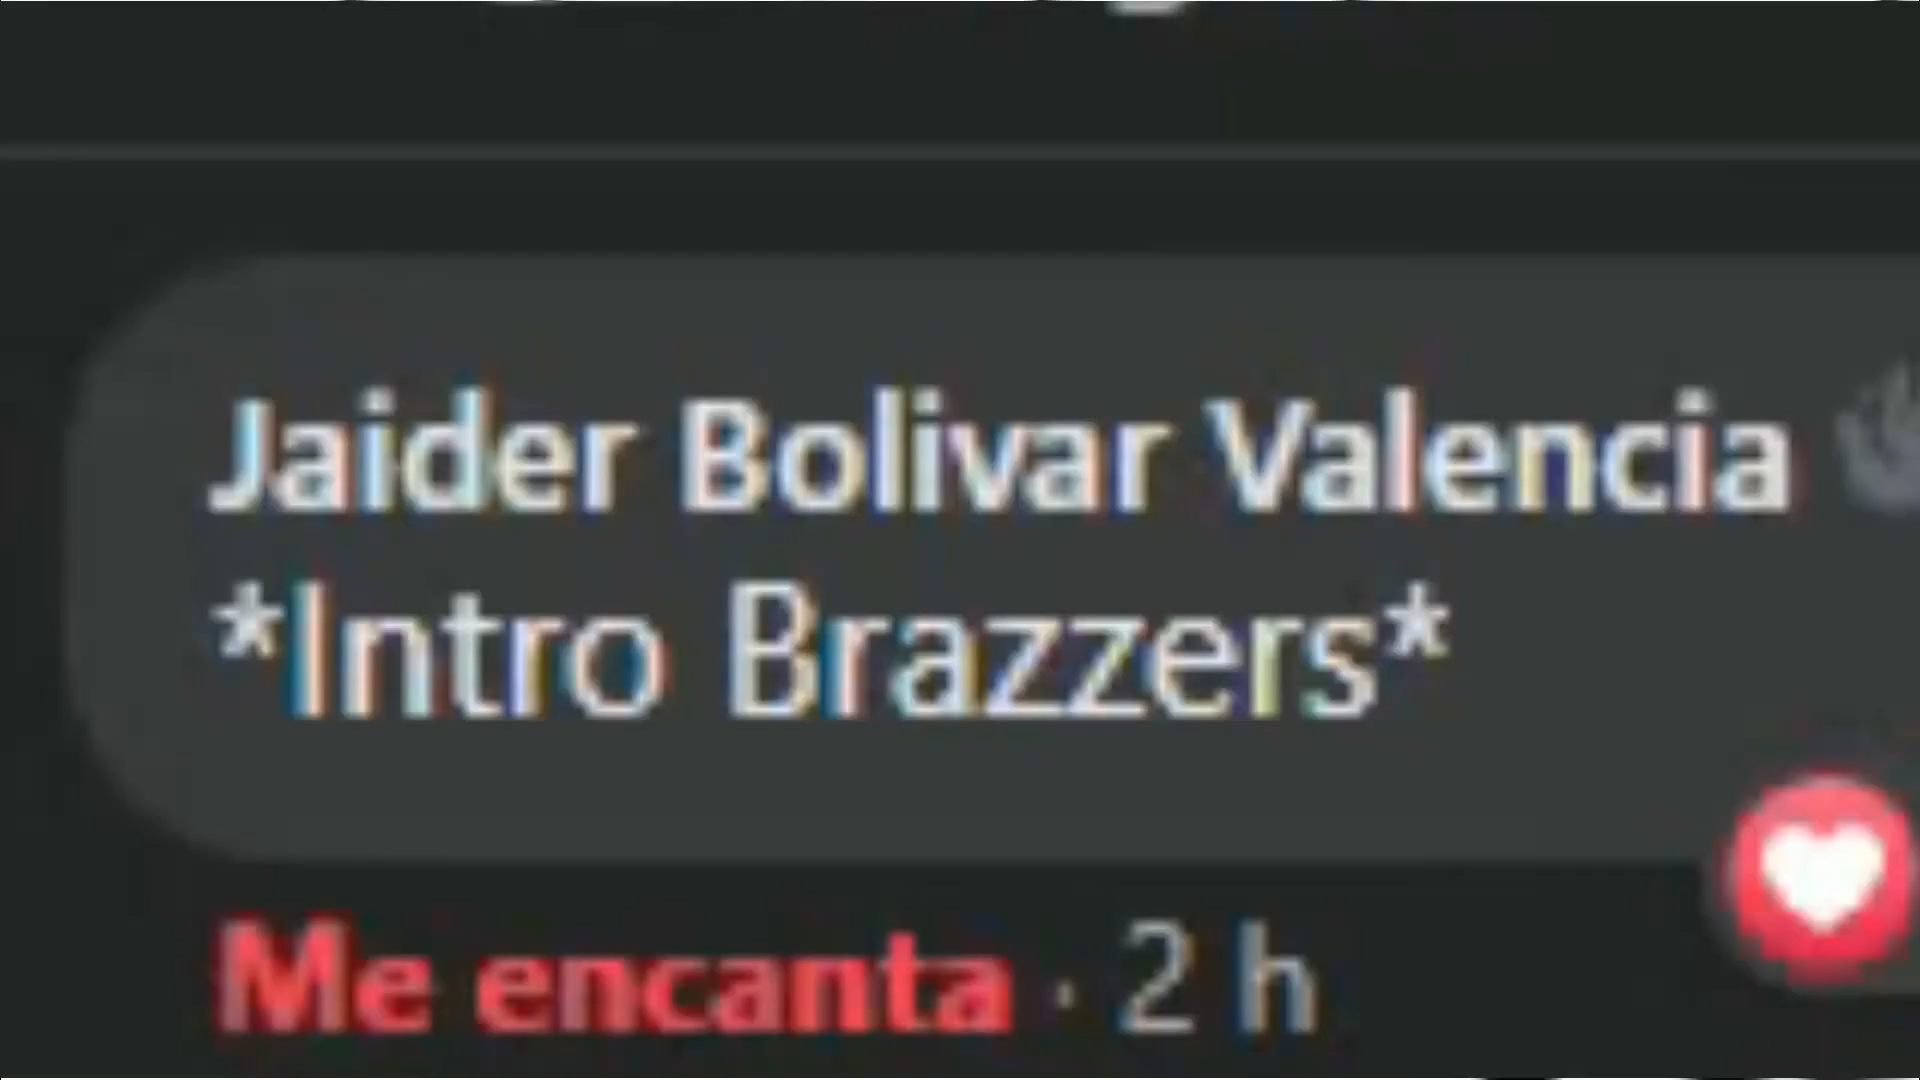 Jaider Bolivar Valencia
*Intro Brazzers*
Me encanta · 2 h